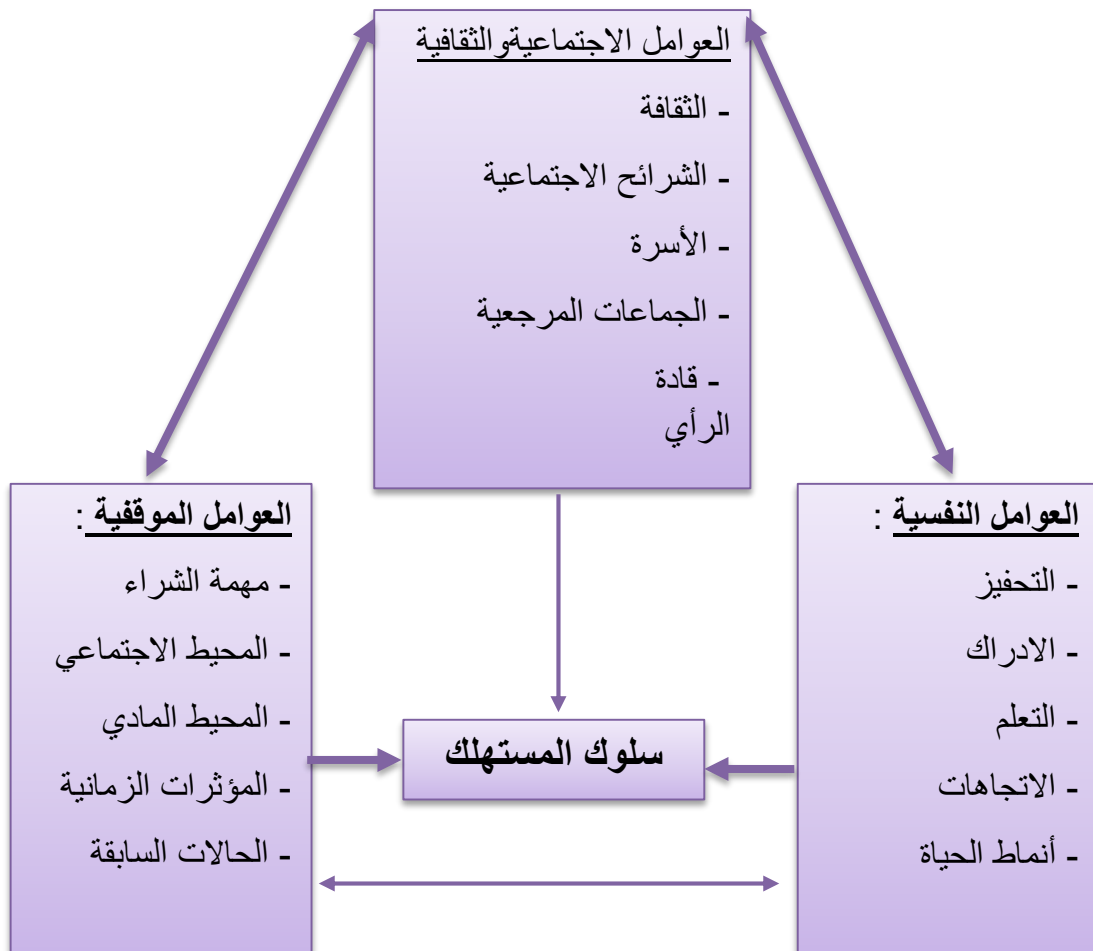 العوامل الاجتماعيةوالثقافية
- الثقافة
- الشرائح الاجتماعية
- الأسرة
- الجماعات المرجعية
- قادة
الرأي
العوامل النفسية :
- التحفيز
- الادراك
- التعلم
- الاتجاهات
- أنماط الحياة
سلوك المستهلك
العوامل الموقفية :
- مهمة الشراء
- المحيط الاجتماعي
- المحيط المادي
- المؤثرات الزمانية
- الحالات السابقة